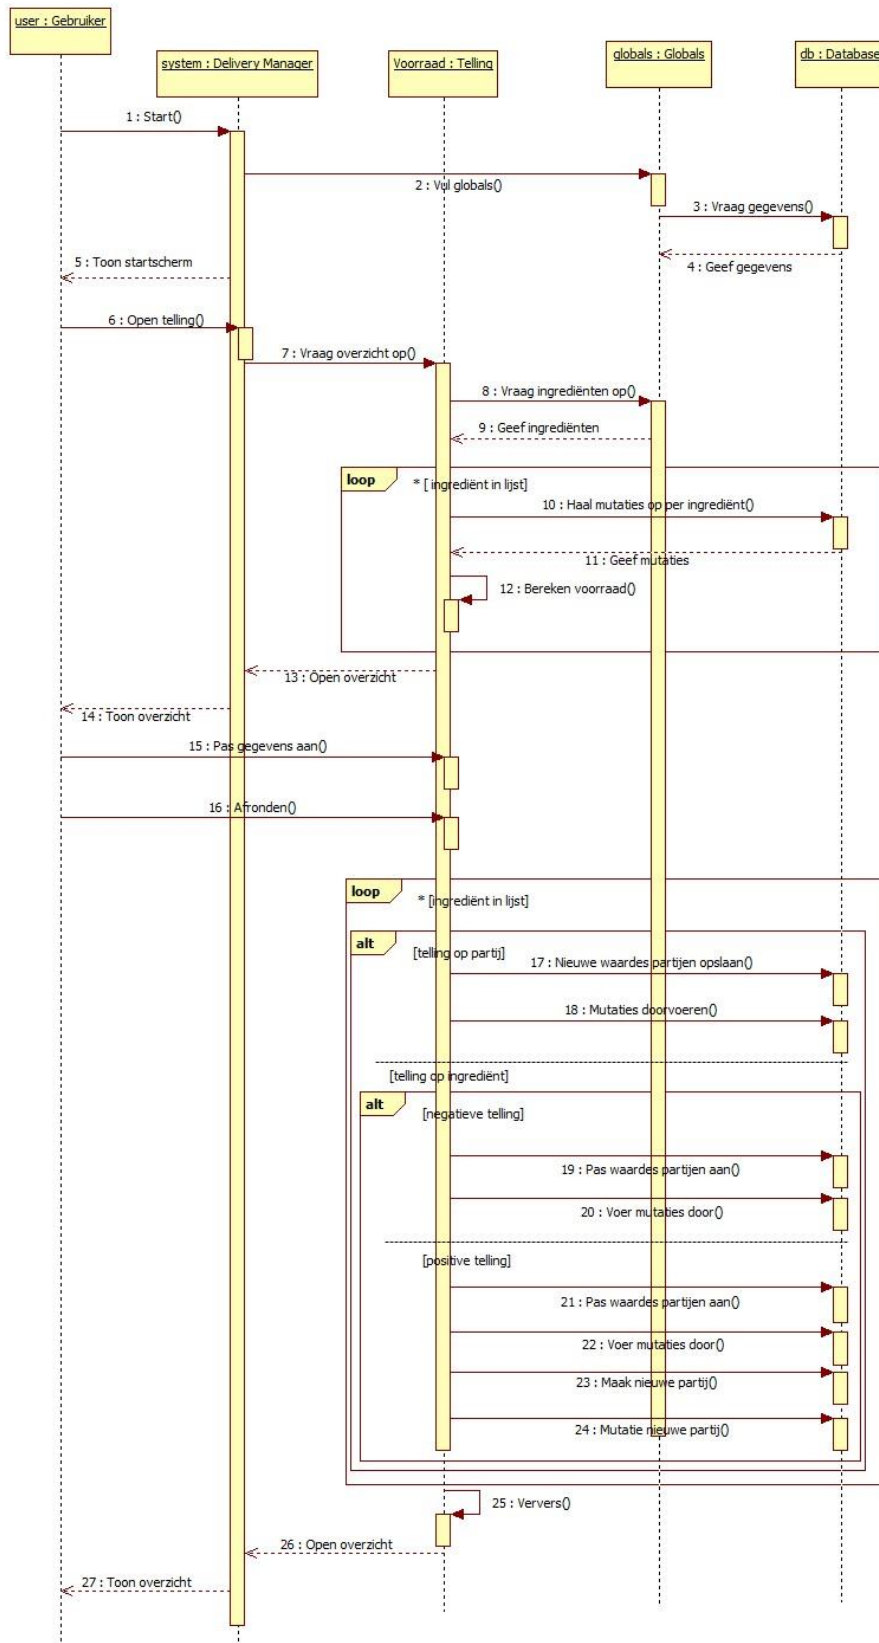 user : Gebruiker
system : Delivery Manager
Voorraad : Telling
globals : Globals
db : Database
1 : Start()
2 : Vul globals()
3 : Vraag gegevens()
4 : Geef gegevens
5 : Toon startscherm
6 : Open telling()
7 : Vraag overzicht op()
8 : Vraag ingrediënten op()
9 : Geef ingrediënten
loop
* [ ingrediënt in lijst]
10 : Haal mutaties op per ingrediënt()
11 : Geef mutaties
12 : Bereken voorraad()
13 : Open overzicht
14 : Toon overzicht
15 : Pas gegevens aan()
16 : Afronden()
loop
* [ingrediënt in lijst]
alt
[telling op partij]
17 : Nieuwe waardes partijen opslaan()
18 : Mutaties doorvoeren()
[telling op ingrediënt]
alt
[negatieve telling]
19 : Pas waardes partijen aan()
20 : Voer mutaties door()
[positive telling]
21 : Pas waardes partijen aan()
22 : Voer mutaties door()
23 : Maak nieuwe partij()
24 : Mutatie nieuwe partij()
25 : Ververs()
26 : Open overzicht
27 : Toon overzicht